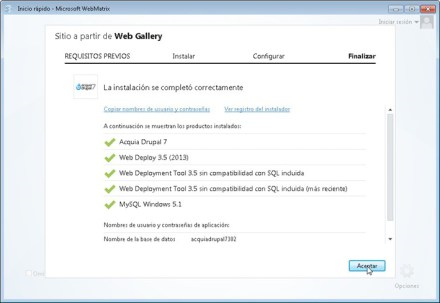 Inicio rápido - Microsoft WebMatrix
Iniciar sesión
Sitio a partir de Web Gallery
REQUISITOS PREVIOS Instalar Configurar Finalizar
La instalación se completó correctamente
Copiar nombres de usuario y contraseñas Ver registro del instalador
A continuación se muestran los productos instalados:
Acquia Drupal 7
Web Deploy 3.5 (2013)
Web Deployment Tool 3.5 sin compatibilidad con SQL incluida
Web Deployment Tool 3.5 sin compatibilidad con SQL incluida (más reciente)
MySQL Windows 5.1
Nombres de usuario y contraseñas de aplicación:
Nombre de la base de datos acquiadrupal7302
Aceptar
Opciones